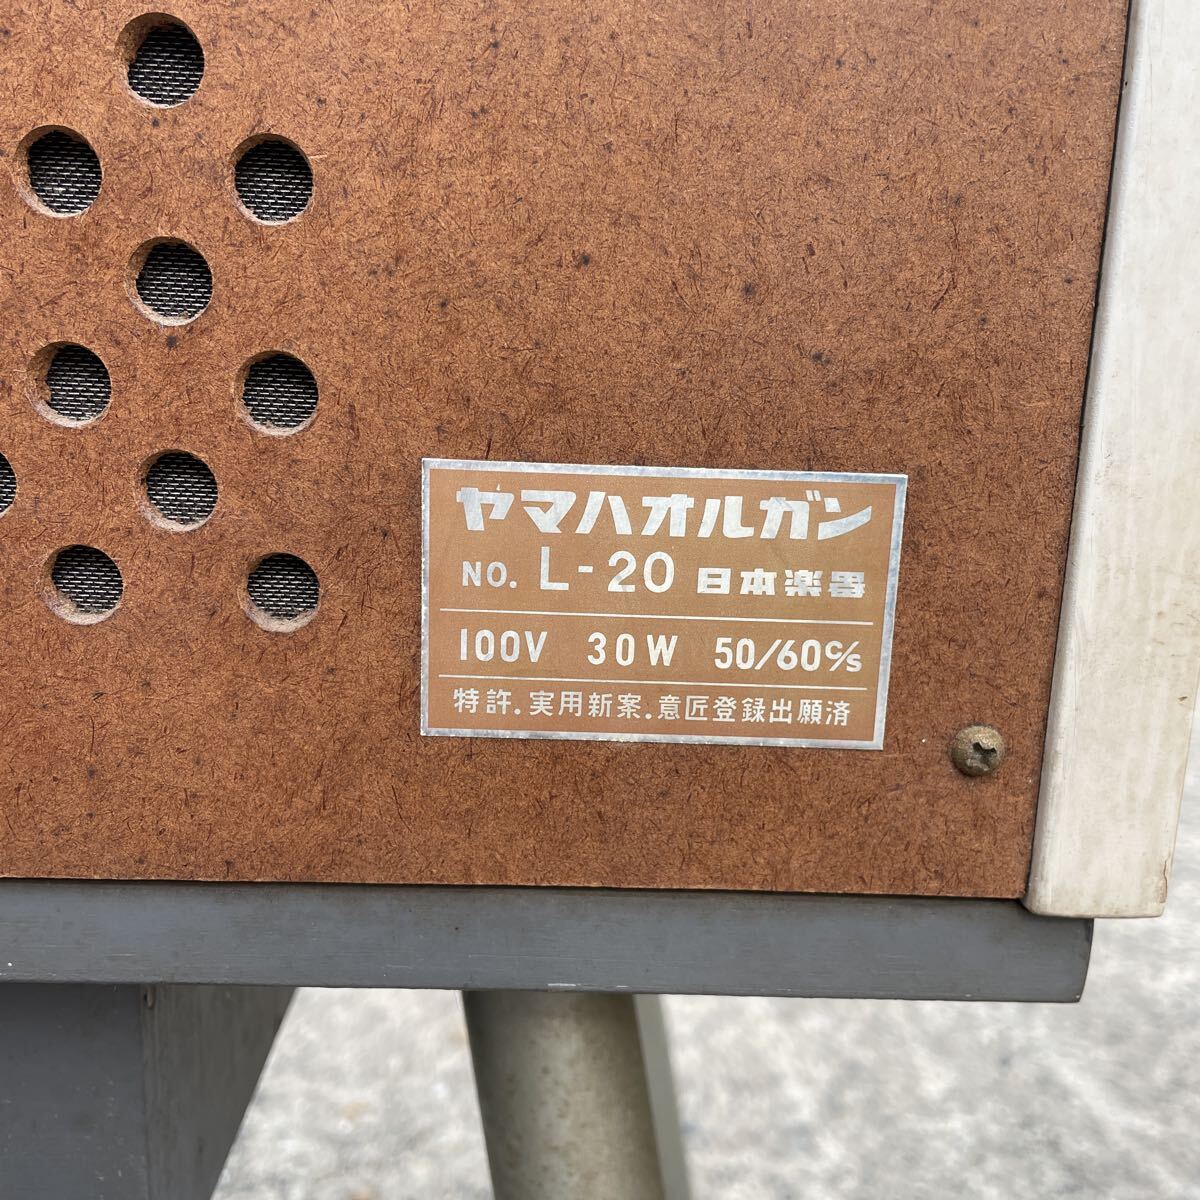 ヤマハオルガン
NO. L-20 日本楽器
100V 30W 50/60c/s
特許.実用新案.意匠登録出願済